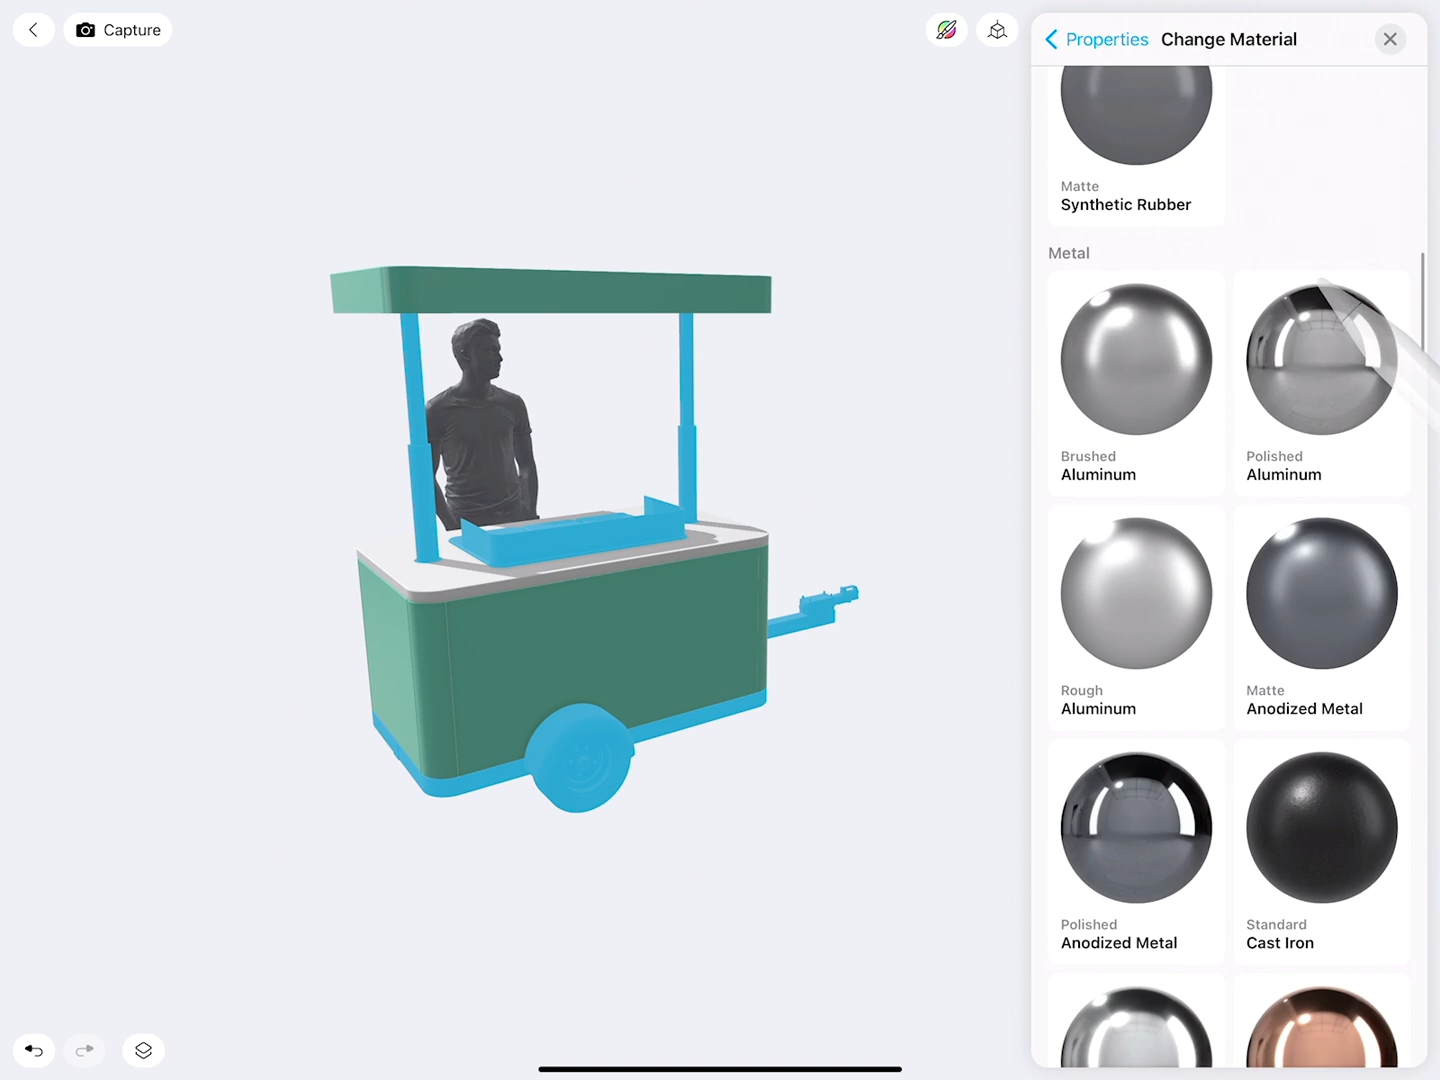 Capture
Properties
Change Material
Matte
Synthetic Rubber
Metal
Brushed
Aluminum
Polished
Aluminum
Rough
Aluminum
Matte
Anodized Metal
Polished
Anodized Metal
Standard
Cast Iron